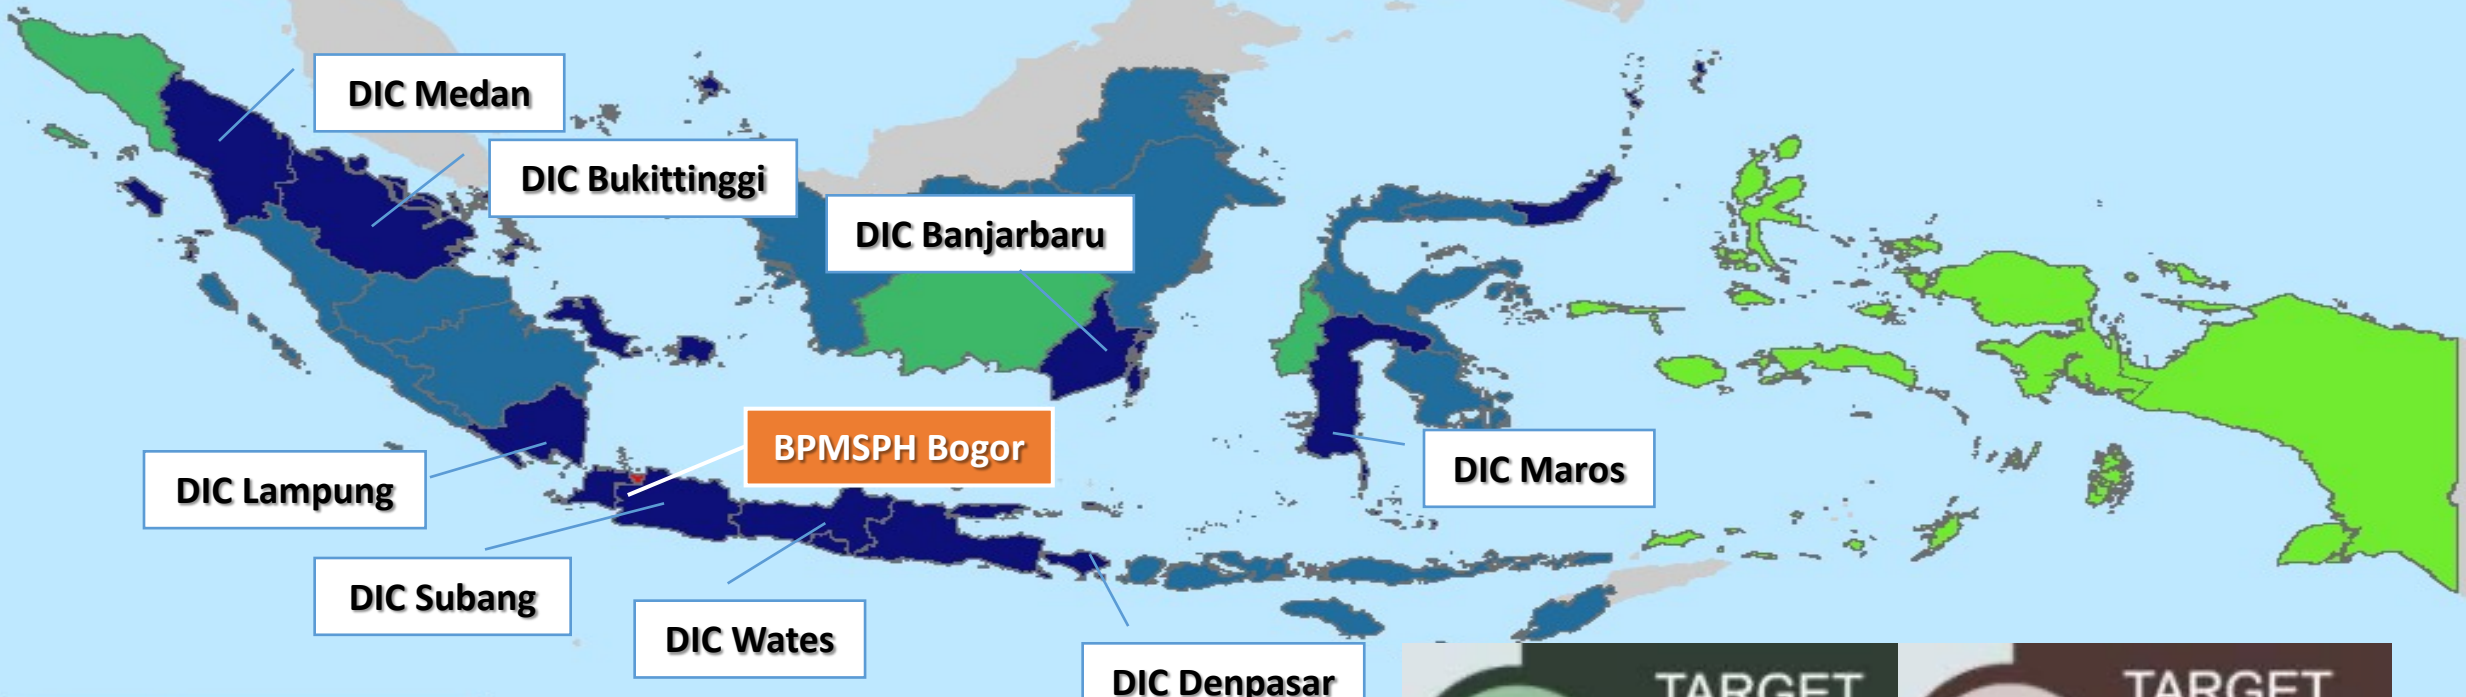 DIC Medan
DIC Bukittinggi
DIC Banjarbaru
BPMSPH Bogor
DIC Maros
DIC Lampung
DIC Subang
DIC Wates
DIC Denpasar
TARGET
TARGET